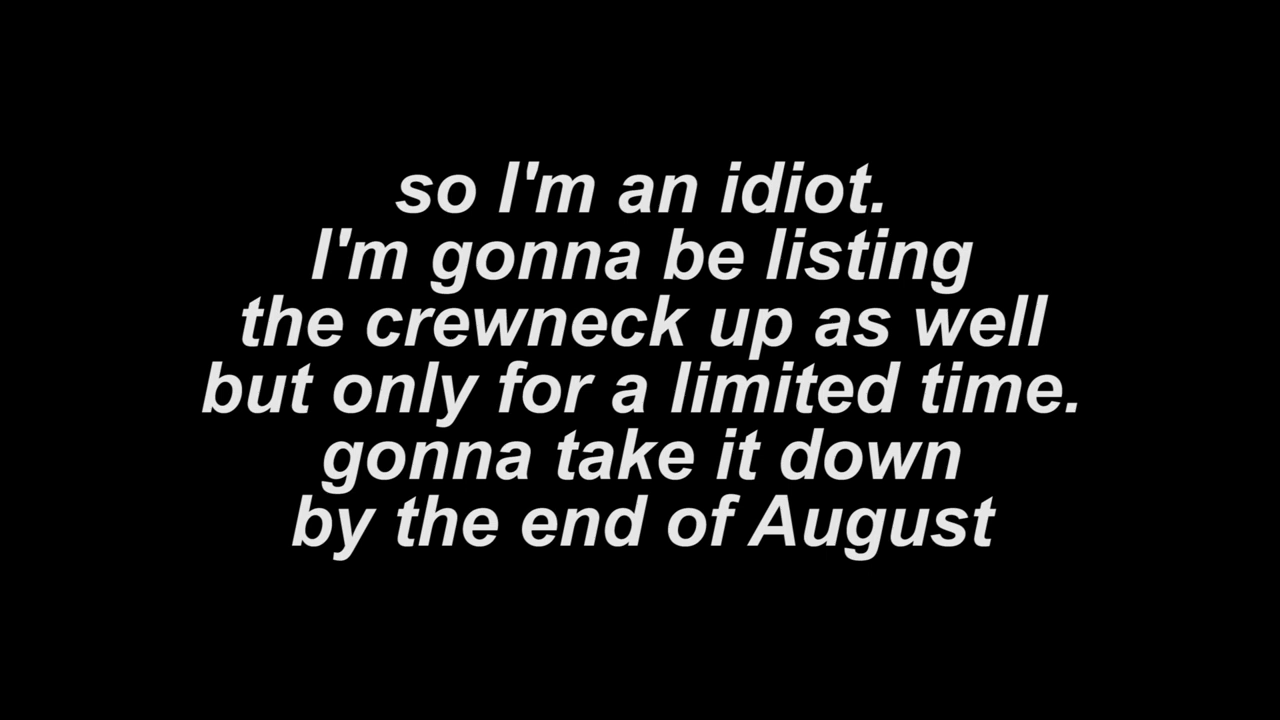 so I'm an idiot.
I'm gonna be listing
the crewneck up as well
but only for a limited time.
gonna take it down
by the end of August